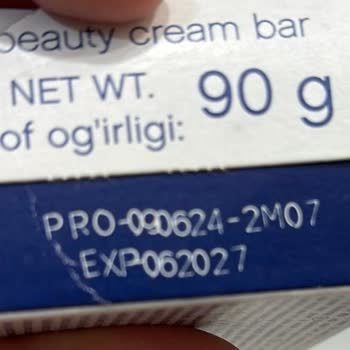 beauty cream bar
NET WT. 90 g
of og'irligi:
PRO-090624-2M07
EXP062027